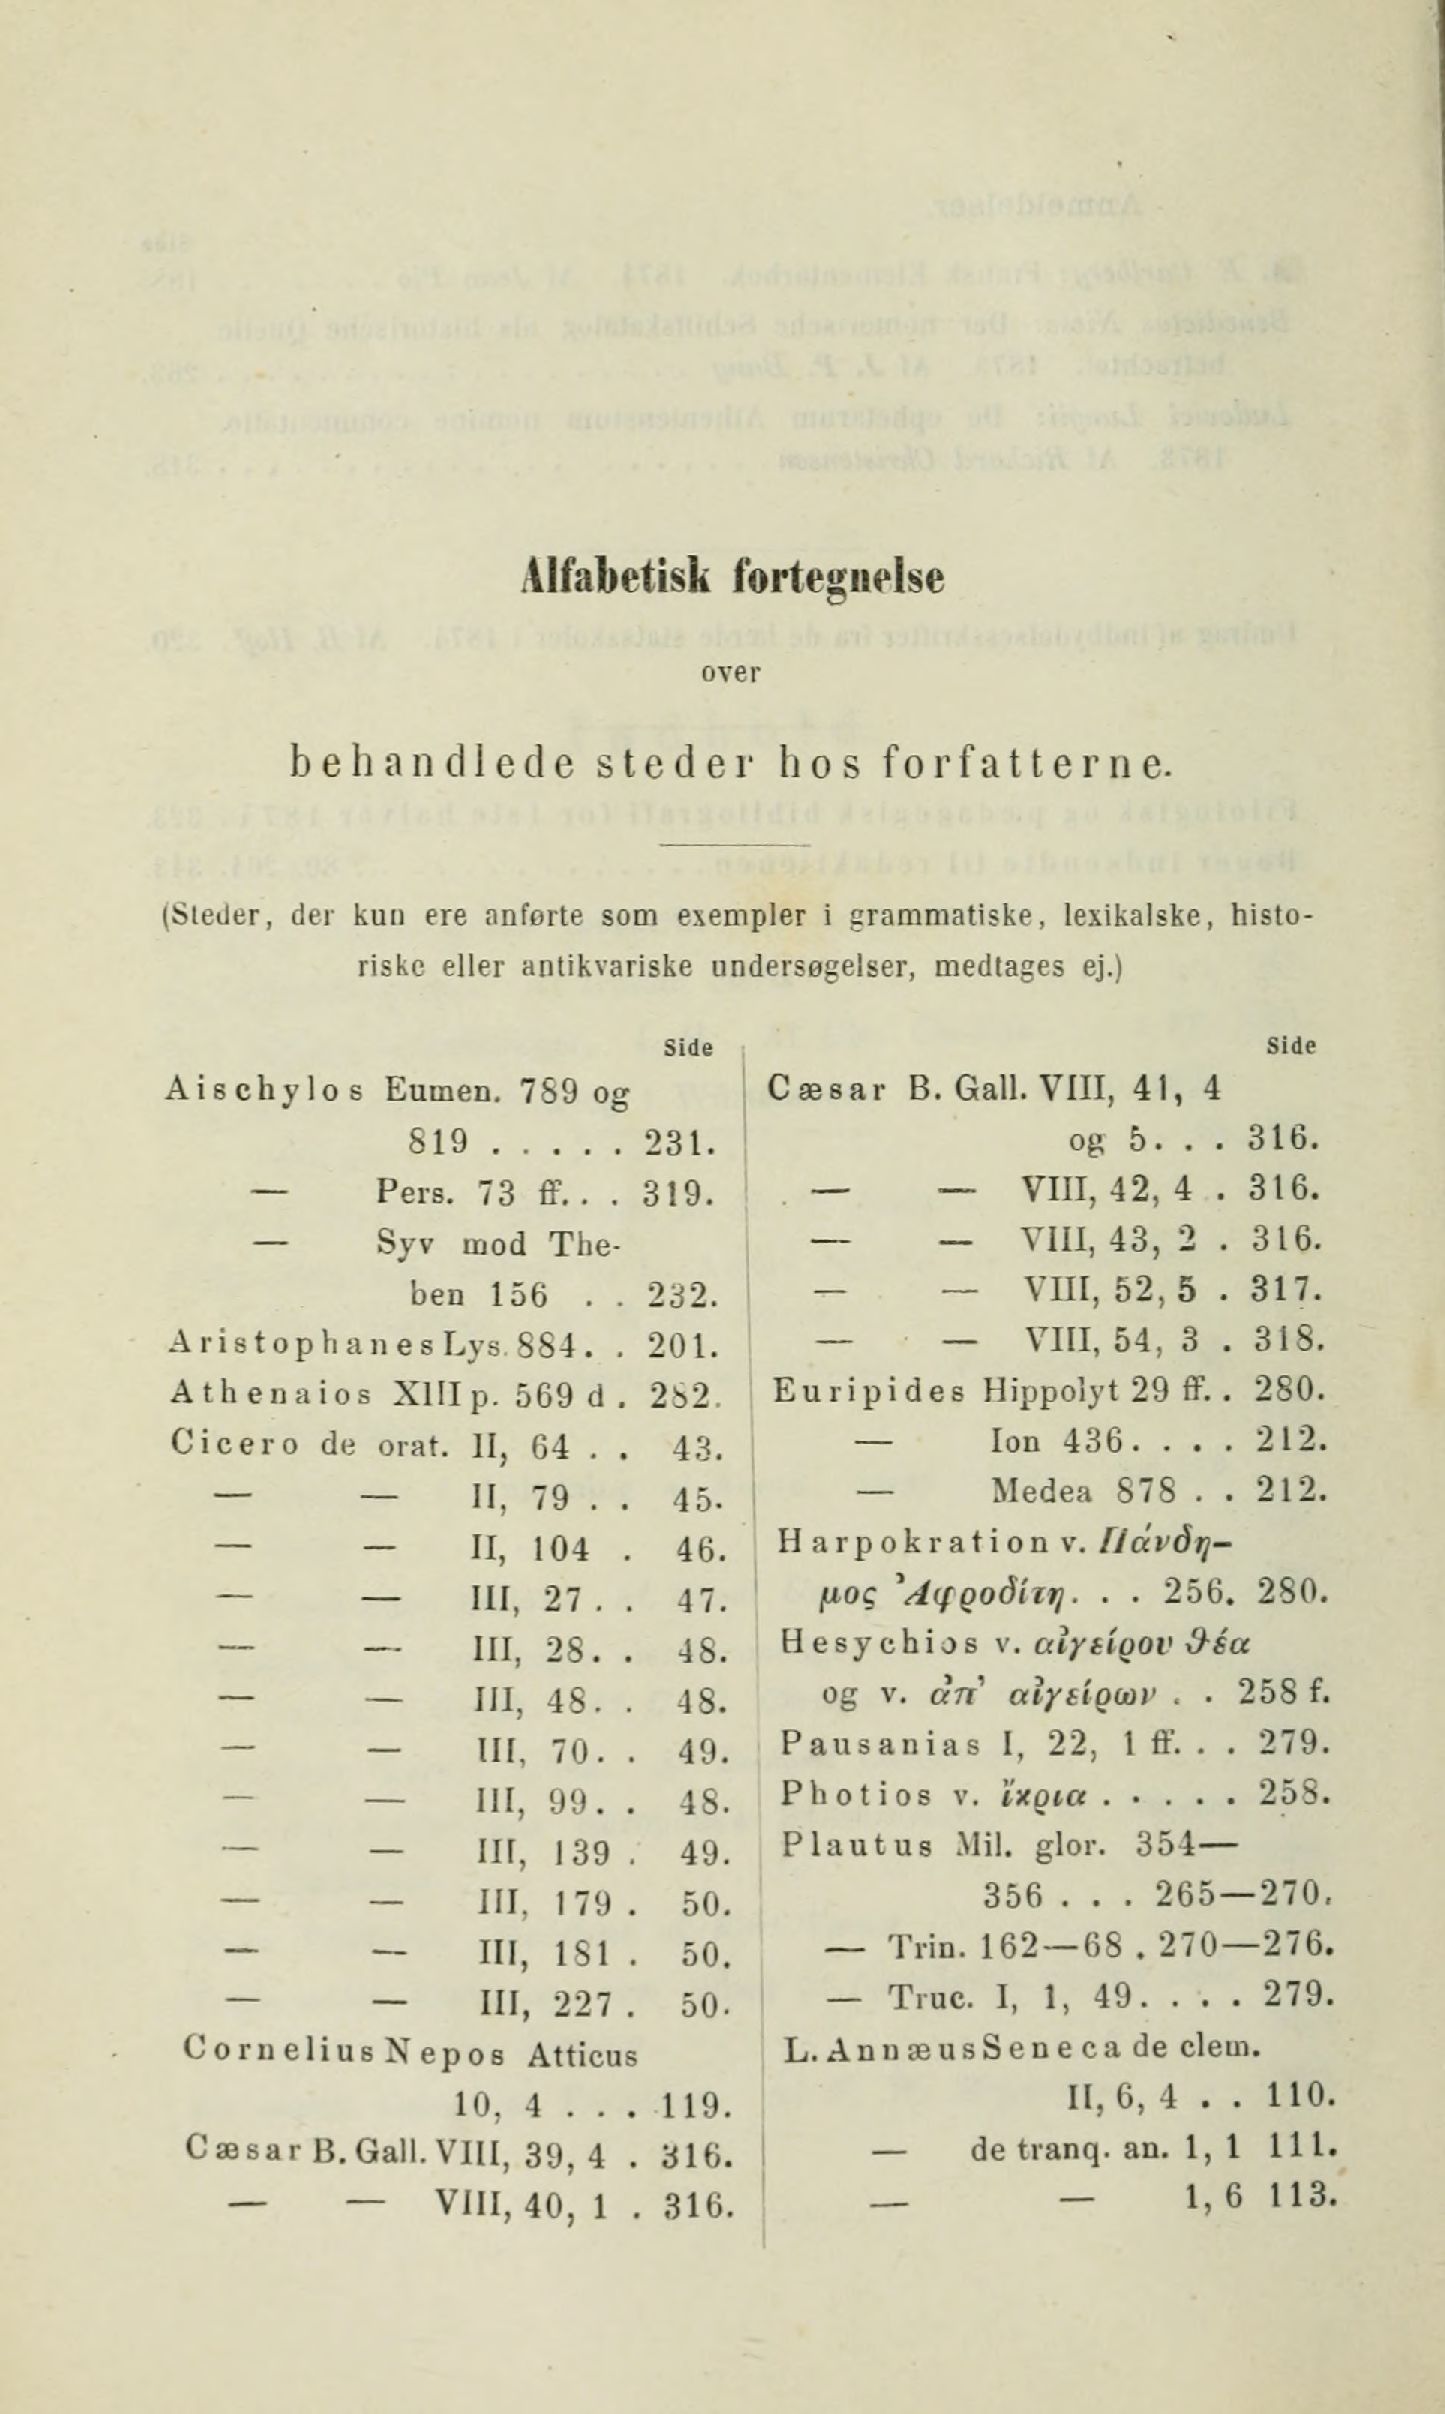 Alfabetisk fortegnelse
over
behandlede steder hos forfatterne.
(Steder, der kun ere anførte som exempler i grammatiske, lexikalske, histo-
riske eller antikvariske undersøgelser, medtages ej.)
Side
Aischylos Eumen. 789 og
819 . . . . . 231.
— Pers. 73 ff. . . 319.
— Syv mod The-
ben 156 . . 232.
Aristophanes Lys. 884. . 201.
Athenaios XIII p. 569 d . 282.
Cicero de orat. II, 64 . . 43.
— — II, 79 . . 45.
— — II, 104 . 46.
— — III, 27 . . 47.
— — III, 28. . 48.
— — III, 48. . 48.
— — III, 70. . 49.
— — III, 99. . 48.
— — III, 139 . 49.
— — III, 179 . 50.
— — III, 181 . 50.
— — III, 227 . 50.
Cornelius Nepos Atticus
10, 4 . . . 119.
Cæsar B. Gall. VIII, 39, 4 . 316.
— — VIII, 40, 1 . 316.
Side
Cæsar B. Gall. VIII, 41, 4
og 5. . . 316.
— — VIII, 42, 4 . 316.
— — VIII, 43, 2 . 316.
— — VIII, 52, 5 . 317.
— — VIII, 54, 3 . 318.
Euripides Hippolyt 29 ff. . 280.
— Ion 436. . . . 212.
— Medea 878 . . 212.
Harpokration v. Πάνδη-
μος Ἀφροδίτη. . . 256. 280.
Hesychios v. αἰγείρου θέα
og v. ἀπ’ αἰγείρων . . 258 f.
Pausanias I, 22, 1 ff. . . 279.
Photios v. ἴκρια . . . . . 258.
Plautus Mil. glor. 354—
356 . . . 265—270.
— Trin. 162—68 . 270—276.
— Truc. I, 1, 49. . . . 279.
L. Annæus Seneca de clem.
II, 6, 4 . . 110.
— de tranq. an. 1, 1 111.
— — 1, 6 113.